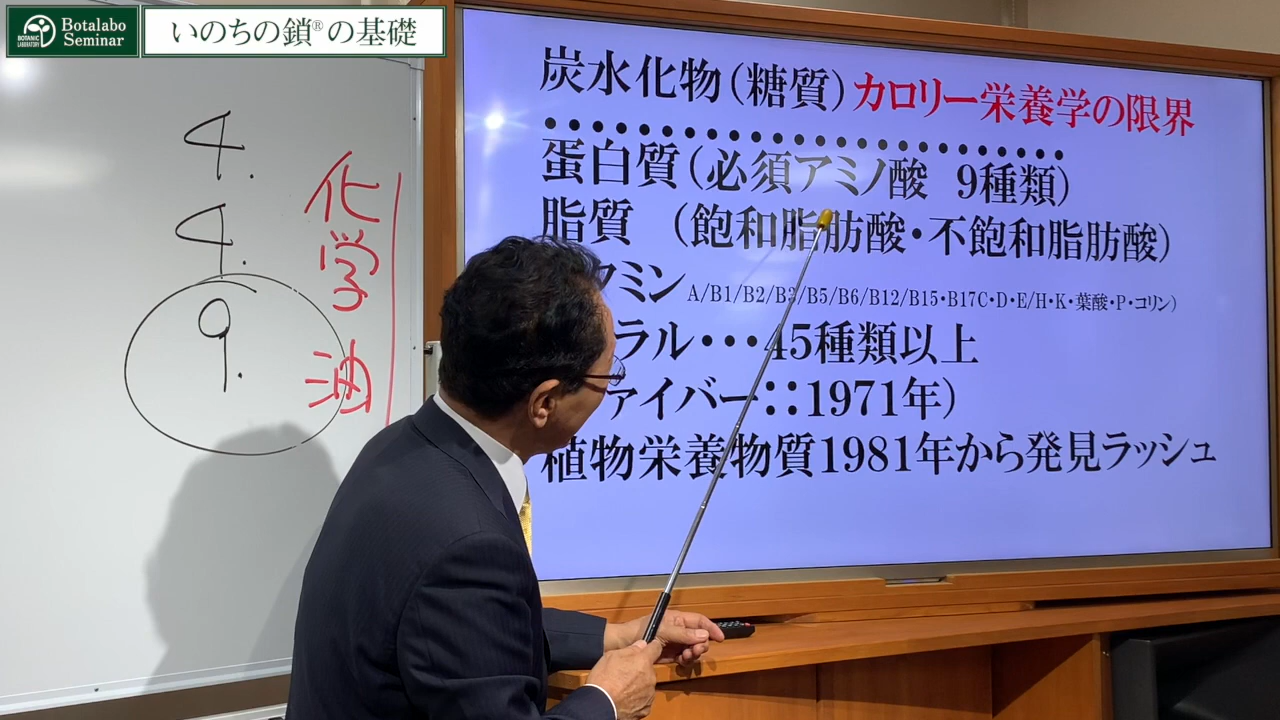 BOTANIC LABORATORY
Botalabo Seminar
いのちの鎖®の基礎
4.
4.
9.
化学
油
炭水化物(糖質)カロリー栄養学の限界
蛋白質(必須アミノ酸 9種類)
脂質 (飽和脂肪酸・不飽和脂肪酸)
タミン A/B1/B2/B3/B5/B6/B12/B15・B17C・D・E/H・K・葉酸・P・コリン)
ラル・・・45種類以上
ァイバー::1971年)
植物栄養物質1981年から発見ラッシュ